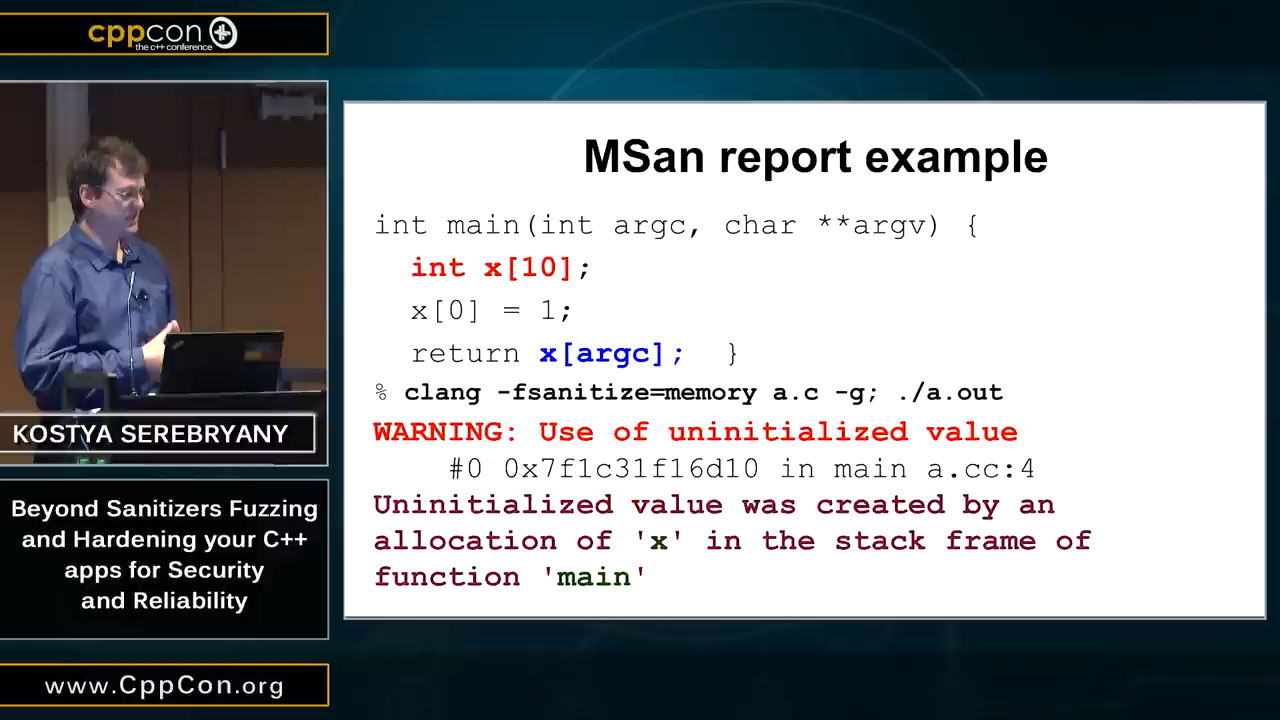 cppcon
the c++ conference
MSan report example
int main(int argc, char **argv) {
int x[10];
x[0] = 1;
return x[argc]; }
% clang -fsanitize=memory a.c -g; ./a.out
WARNING: Use of uninitialized value
#0 0x7f1c31f16d10 in main a.cc:4
Uninitialized value was created by an
allocation of 'x' in the stack frame of
function 'main'
KOSTYA SEREBRYANY
Beyond Sanitizers Fuzzing
and Hardening your C++
apps for Security
and Reliability
www.CppCon.org